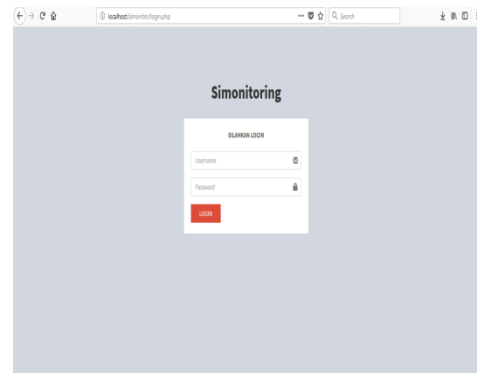 localhost/simonitor/login.php
Search
Simonitoring
SILAHKAN LOGIN
Username
Password
LOGIN